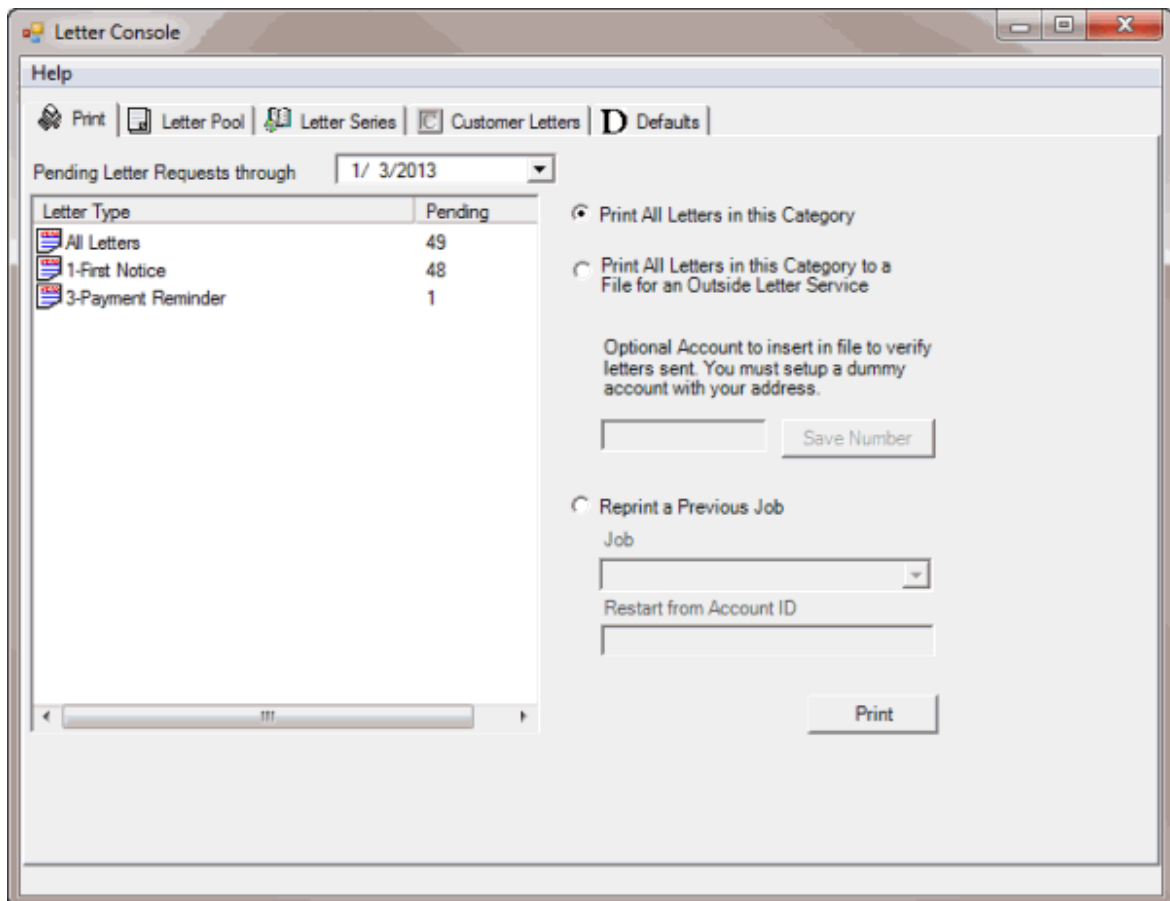 Letter Console
Help
Print Letter Pool Letter Series C Customer Letters D Defaults
Pending Letter Requests through 1/ 3/2013
Letter Type Pending
All Letters 49
1-First Notice 48
3-Payment Reminder 1
Print All Letters in this Category
Print All Letters in this Category to a
File for an Outside Letter Service
Optional Account to insert in file to verify
letters sent. You must setup a dummy
account with your address.
Save Number
Reprint a Previous Job
Job
Restart from Account ID
Print